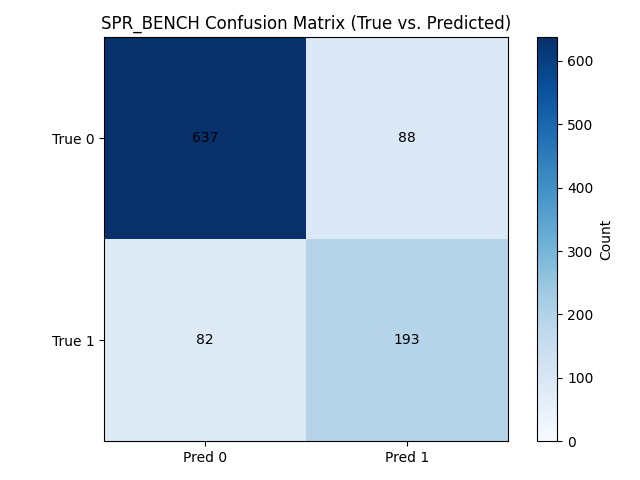 SPR_BENCH Confusion Matrix (True vs. Predicted)
True 0
637
88
True 1
82
193
Pred 0
Pred 1
600
500
400
300
200
100
0
Count